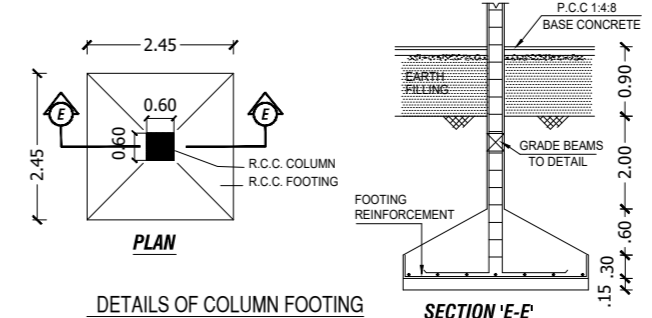 P.C.C 1:4:8
BASE CONCRETE
2.45
EARTH
FILLING
0.90
E
0.60
E
2.45
0.60
R.C.C. COLUMN
R.C.C. FOOTING
GRADE BEAMS
TO DETAIL
2.00
FOOTING
REINFORCEMENT
.60
.30
.15
PLAN
DETAILS OF COLUMN FOOTING
SECTION 'E-E'